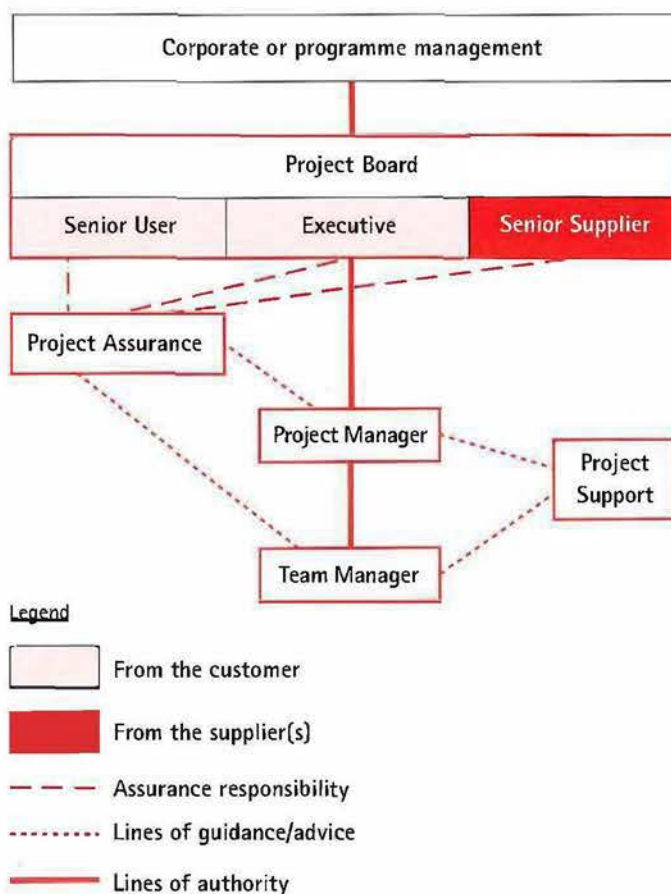 Corporate or programme management
Project Board
Senior User
Executive
Senior Supplier
Project Assurance
Project Manager
Project
Support
Team Manager
Legend
From the customer
From the supplier(s)
Assurance responsibility
Lines of guidance/advice
Lines of authority